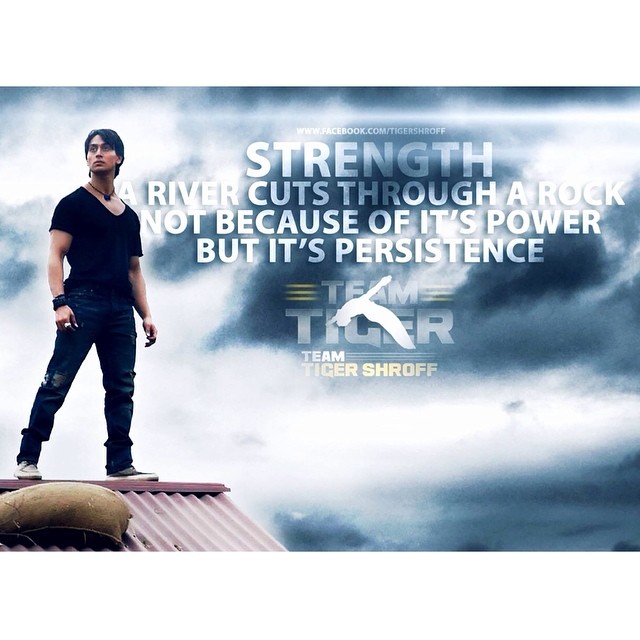 WWW.FACEBOOK.COM/TIGERSHROFF
STRENGTH
A RIVER CUTS THROUGH A ROCK
NOT BECAUSE OF IT'S POWER
BUT IT'S PERSISTENCE
TEAM
TIGER
TEAM
TIGER SHROFF